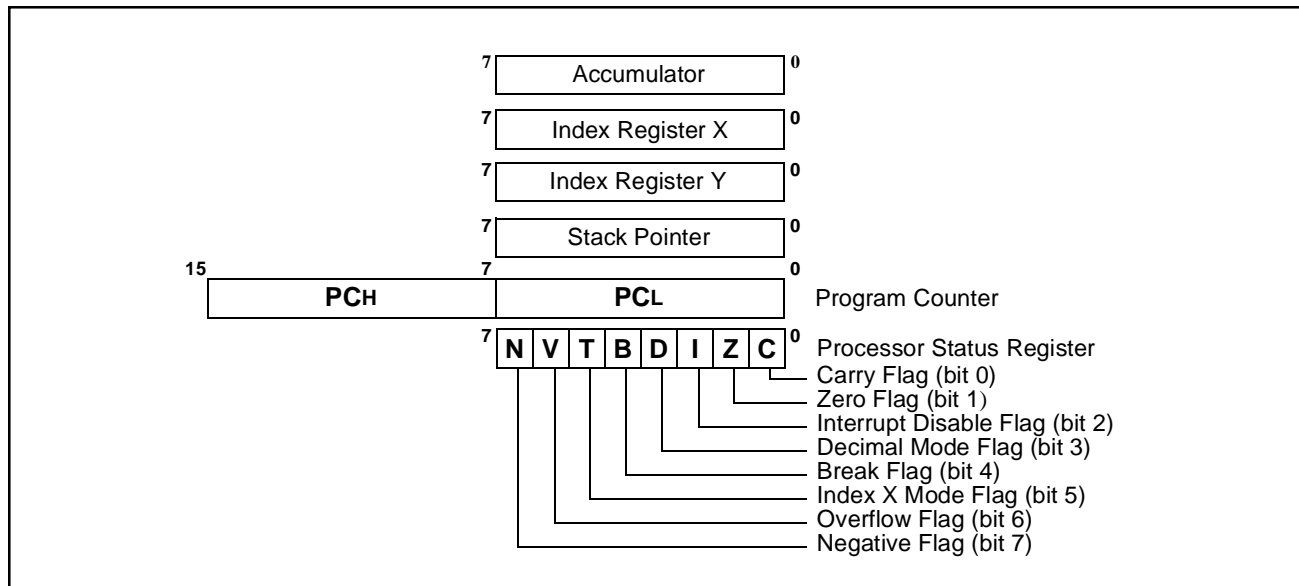 7 Accumulator 0
7 Index Register X 0
7 Index Register Y 0
7 Stack Pointer 0
15 7 0
PCH PCL Program Counter
7 N V T B D I Z C 0 Processor Status Register
Carry Flag (bit 0)
Zero Flag (bit 1)
Interrupt Disable Flag (bit 2)
Decimal Mode Flag (bit 3)
Break Flag (bit 4)
Index X Mode Flag (bit 5)
Overflow Flag (bit 6)
Negative Flag (bit 7)